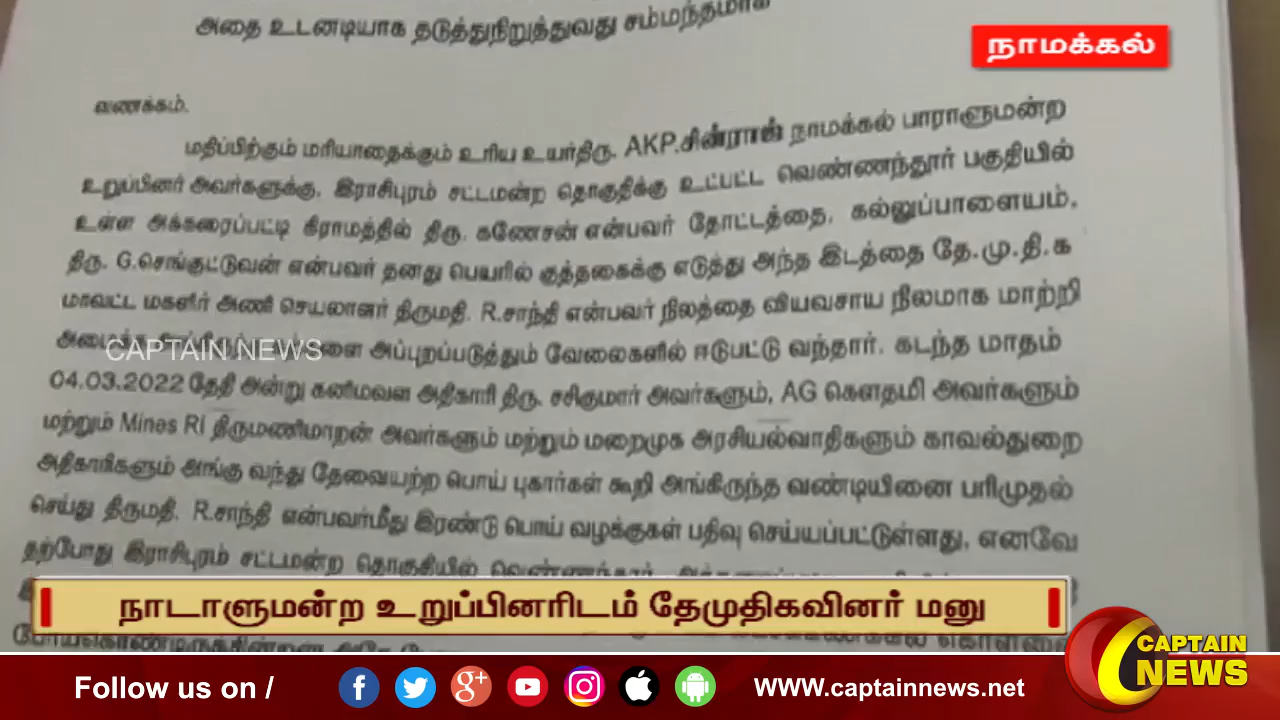 அதை உடனடியாக தடுத்துநிறுத்துவது சம்மந்தமாக
நாமக்கல்
வணக்கம்.
மதிப்பிற்கும் மரியாதைக்கும் உரிய உயர்திரு. AKP.சின்ராஜ் நாமக்கல் பாராளுமன்ற
உறுப்பினர் அவர்களுக்கு, இராசிபுரம் சட்டமன்ற தொகுதிக்கு உட்பட்ட வெண்ணந்தூர் பகுதியில்
உள்ள அக்கரைப்பட்டி கிராமத்தில் திரு. கணேசன் என்பவர் தோட்டத்தை, கல்லுப்பாளையம்,
திரு. G.செங்குட்டுவன் என்பவர் தனது பெயரில் குத்தகைக்கு எடுத்து அந்த இடத்தை தே.மு.தி.க
மாவட்ட மகளிர் அணி செயலாளர் திருமதி. R.சாந்தி என்பவர் நிலத்தை வியவசாய நிலமாக மாற்றி
அப்புறப்படுத்தும் வேலைகளில் ஈடுபட்டு வந்தார். கடந்த மாதம்
CAPTAIN NEWS
04.03.2022 தேதி அன்று கனிமவள அதிகாரி திரு. சசிகுமார் அவர்களும், AG கௌதமி அவர்களும்
மற்றும் Mines RI திருமணிமாறன் அவர்களும் மற்றும் மறைமுக அரசியல்வாதிகளும் காவல்துறை
அதிகாரிகளும் அங்கு வந்து தேவையற்ற பொய் புகார்கள் கூறி அங்கிருந்த வண்டியினை பரிமுதல்
செய்து திருமதி. R.சாந்தி என்பவர்மீது இரண்டு பொய் வழக்குகள் பதிவு செய்யப்பட்டுள்ளது, எனவே
தற்போது இராசிபுரம் சட்டமன்ற தொகுதியில் வெண்ணந்தூர்
நாடாளுமன்ற உறுப்பினரிடம் தேமுதிகவினர் மனு
CAPTAIN
NEWS
Follow us on / WWW.captainnews.net